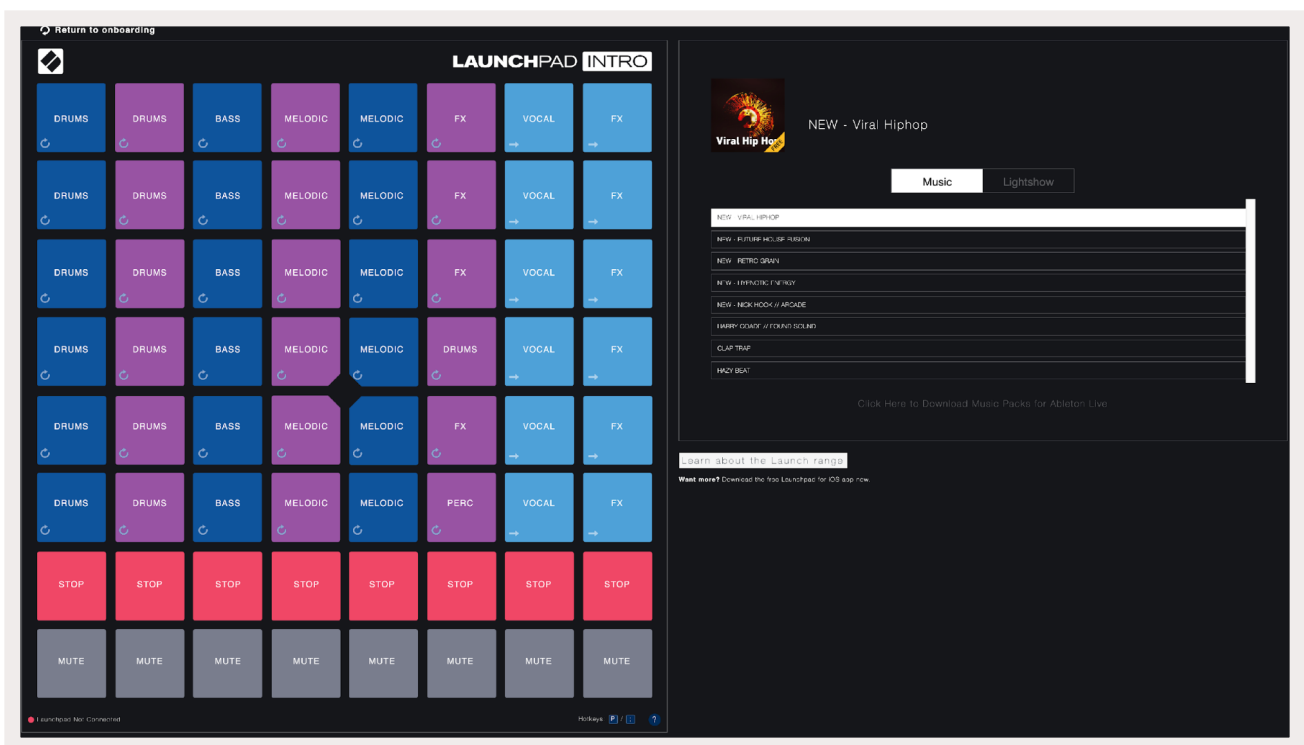 Return to onboarding
LAUNCHPAD INTRO
DRUMS DRUMS BASS MELODIC MELODIC FX VOCAL FX
DRUMS DRUMS BASS MELODIC MELODIC FX VOCAL FX
DRUMS DRUMS BASS MELODIC MELODIC FX VOCAL FX
DRUMS DRUMS BASS MELODIC MELODIC DRUMS VOCAL FX
DRUMS DRUMS BASS MELODIC MELODIC FX VOCAL FX
DRUMS DRUMS BASS MELODIC MELODIC PERC VOCAL FX
STOP STOP STOP STOP STOP STOP STOP STOP
MUTE MUTE MUTE MUTE MUTE MUTE MUTE MUTE
Launchpad Not Connected
Hotkeys P / ?
Viral Hip Hop
FREE
NEW - Viral Hiphop
Music Lightshow
NEW - VIRAL HIPHOP
NEW - FUTURE HOUSE FUSION
NEW - RETRO GRAIN
NEW - HYPNOTIC ENERGY
NEW - NICK HOOK // ARCADE
HARRY COADE // FOUND SOUND
CLAP TRAP
HAZY BEAT
Click Here to Download Music Packs for Ableton Live
Learn about the Launch range
Want more? Download the free Launchpad for iOS app now.